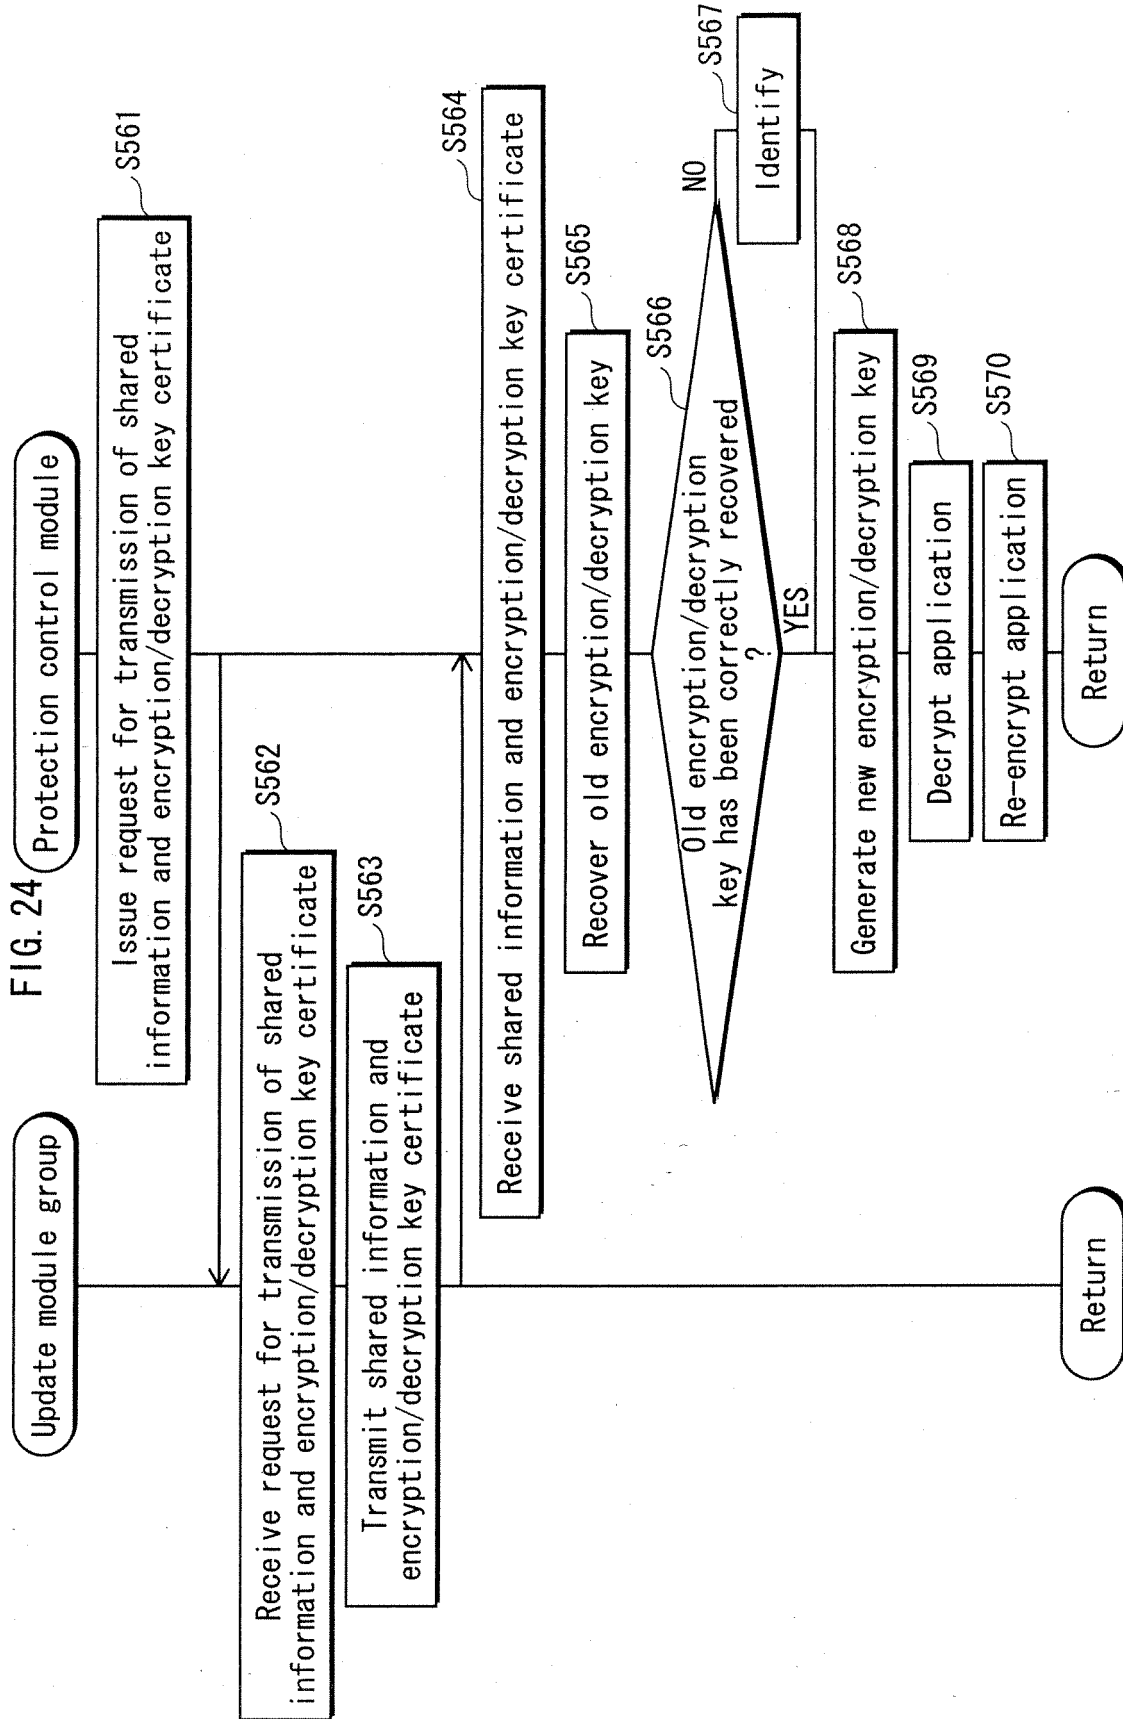 FIG. 24
Update module group
Protection control module
Issue request for transmission of shared
information and encryption/decryption key certificate
S561
Receive request for transmission of shared
information and encryption/decryption key certificate
S562
Transmit shared information and
encryption/decryption key certificate
S563
Receive shared information and encryption/decryption key certificate
S564
Recover old encryption/decryption key
S565
Old encryption/decryption
key has been correctly recovered
?
S566
NO
S567
Identify
YES
Generate new encryption/decryption key
S568
Decrypt application
S569
Re-encrypt application
S570
Return
Return